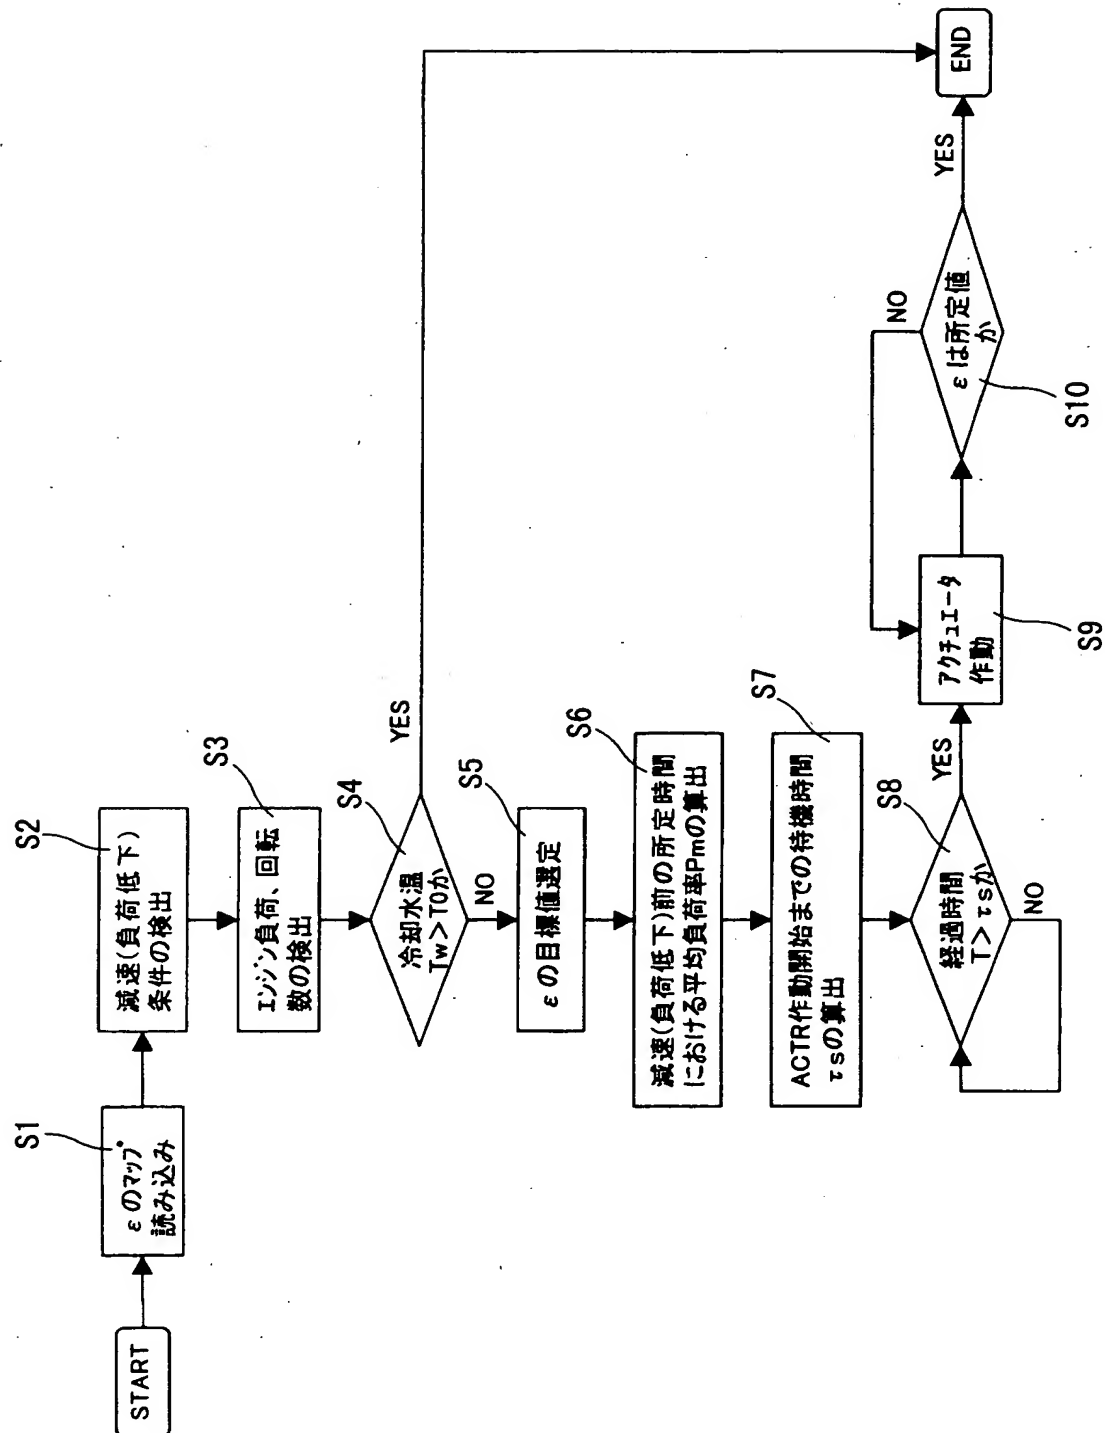 START
S1
εのマップ
読み込み
S2
減速(負荷低下)
条件の検出
S3
エンジン負荷、回転
数の検出
S4
冷却水温
Tw>T0か
YES
NO
S5
εの目標値選定
S6
減速(負荷低下)前の所定時間
における平均負荷率Pmの算出
S7
ACTR作動開始までの待機時間
τsの算出
S8
経過時間
T>τsか
NO
YES
S9
アクチュエータ
作動
S10
εは所定値
か
NO
YES
END